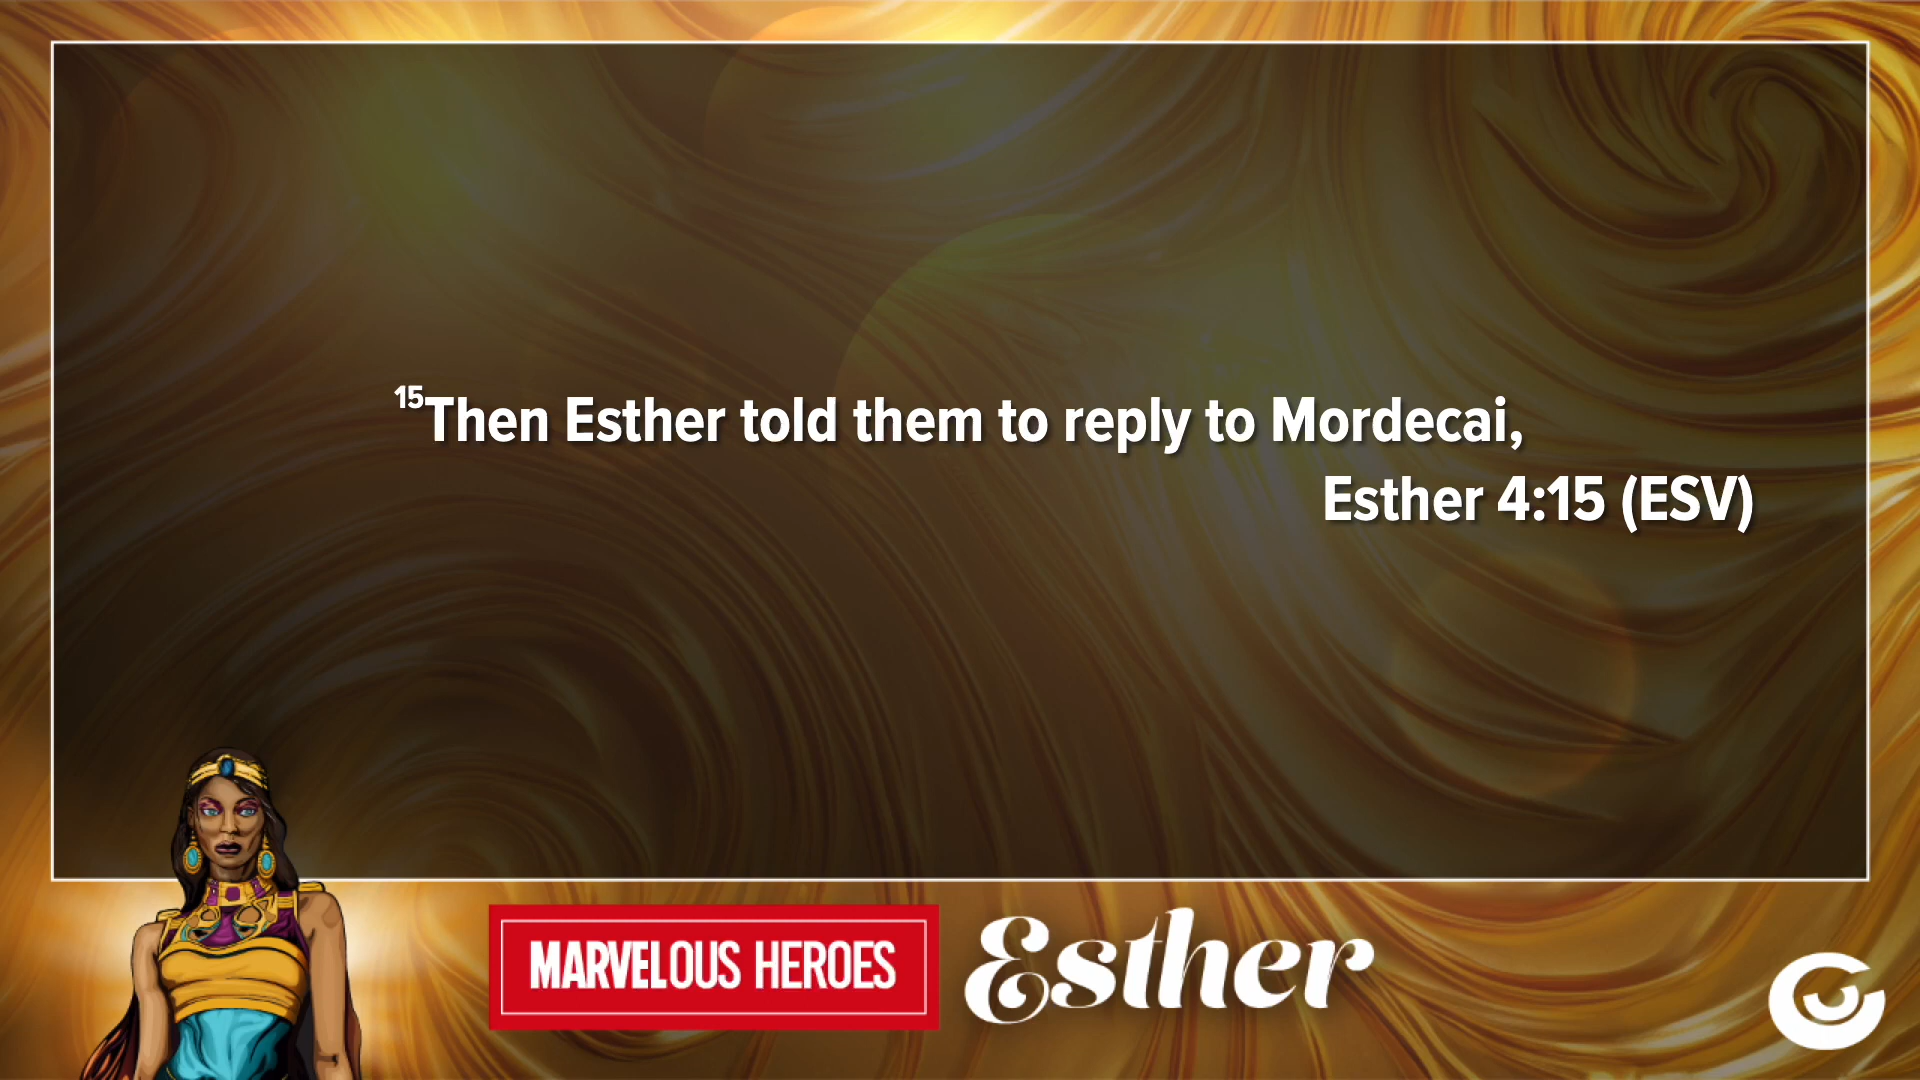 ¹⁵Then Esther told them to reply to Mordecai,
Esther 4:15 (ESV)
MARVELOUS HEROES
Esther